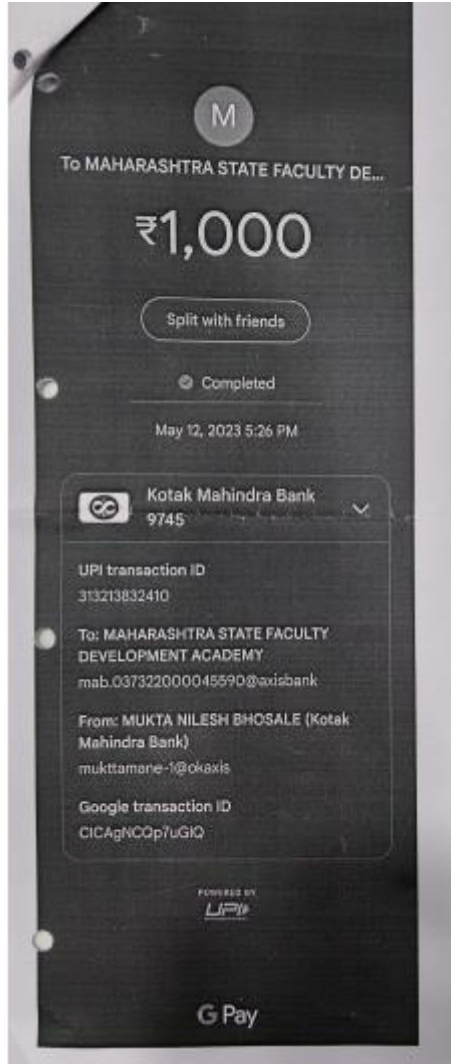 M
To MAHARASHTRA STATE FACULTY DE...
₹1,000
Split with friends
Completed
May 12, 2023 5:26 PM
Kotak Mahindra Bank
9745
UPI transaction ID
313213832410
To: MAHARASHTRA STATE FACULTY
DEVELOPMENT ACADEMY
mab.037322000045590@axisbank
From: MUKTA NILESH BHOSALE (Kotak
Mahindra Bank)
mukttamane-1@okaxis
Google transaction ID
CICAgNCQp7uGIQ
POWERED BY
UPI
G Pay